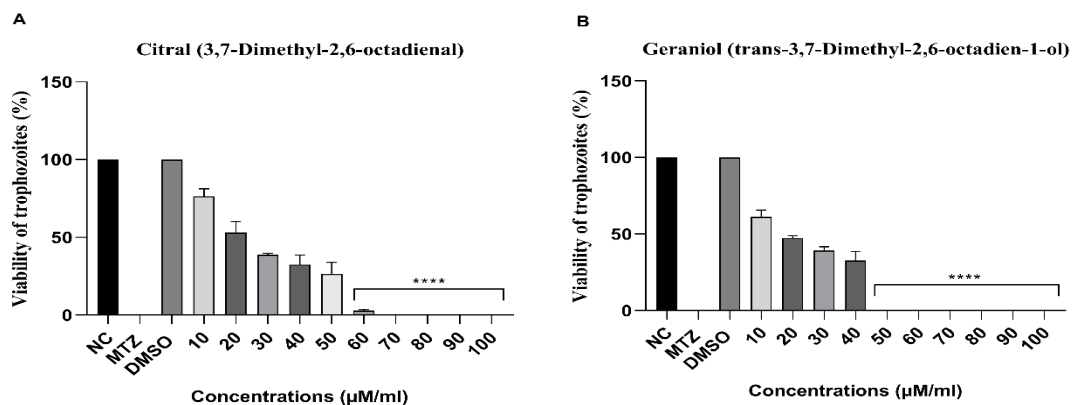 A
Citral (3,7-Dimethyl-2,6-octadienal)
Viability of trophozoites (%)
150
100
50
0
****
NC MTZ DMSO 10 20 30 40 50 60 70 80 90 100
Concentrations (µM/ml)
B
Geraniol (trans-3,7-Dimethyl-2,6-octadien-1-ol)
Viability of trophozoites (%)
150
100
50
0
****
NC MTZ DMSO 10 20 30 40 50 60 70 80 90 100
Concentrations (µM/ml)